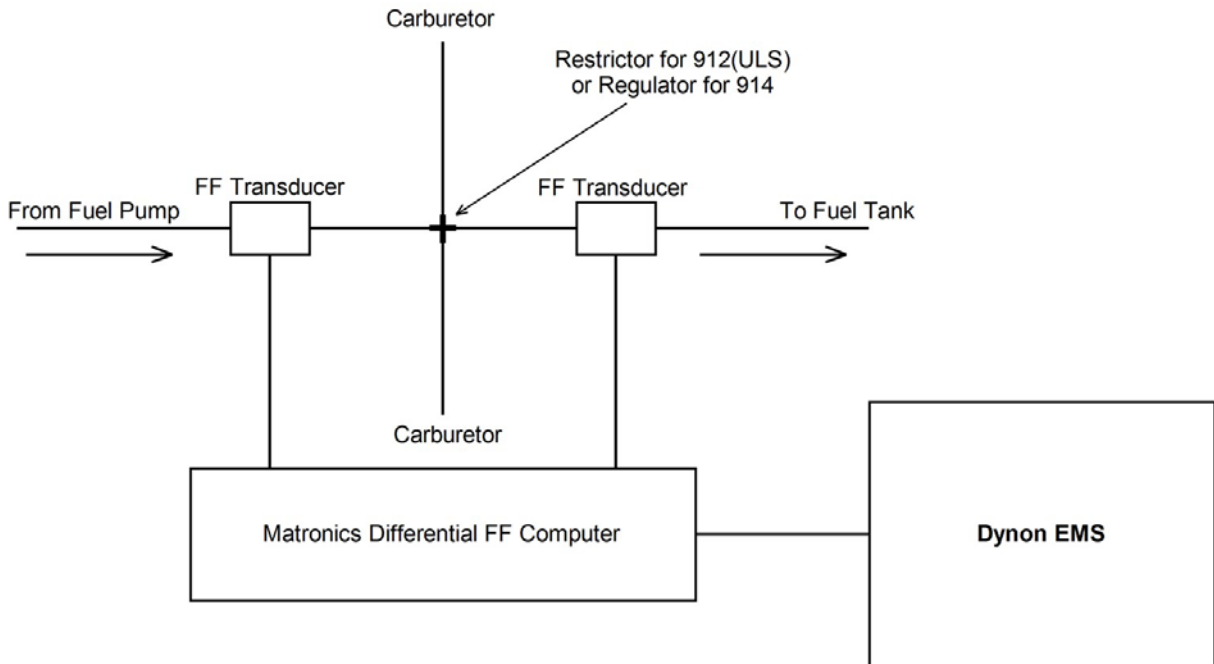 Carburetor
Restrictor for 912(ULS)
or Regulator for 914
FF Transducer
FF Transducer
From Fuel Pump
To Fuel Tank
Carburetor
Matronics Differential FF Computer
Dynon EMS